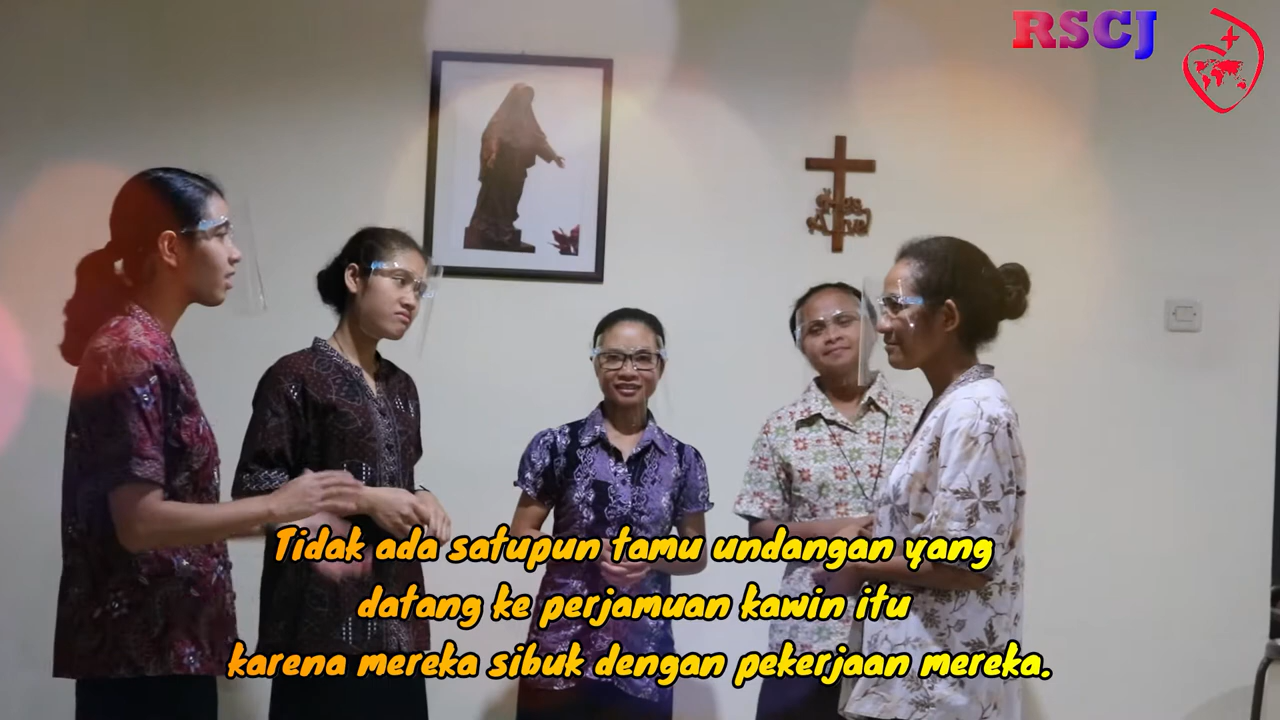 RSCJ
Tidak ada satupun tamu undangan yang
datang ke perjamuan kawin itu
karena mereka sibuk dengan pekerjaan mereka.